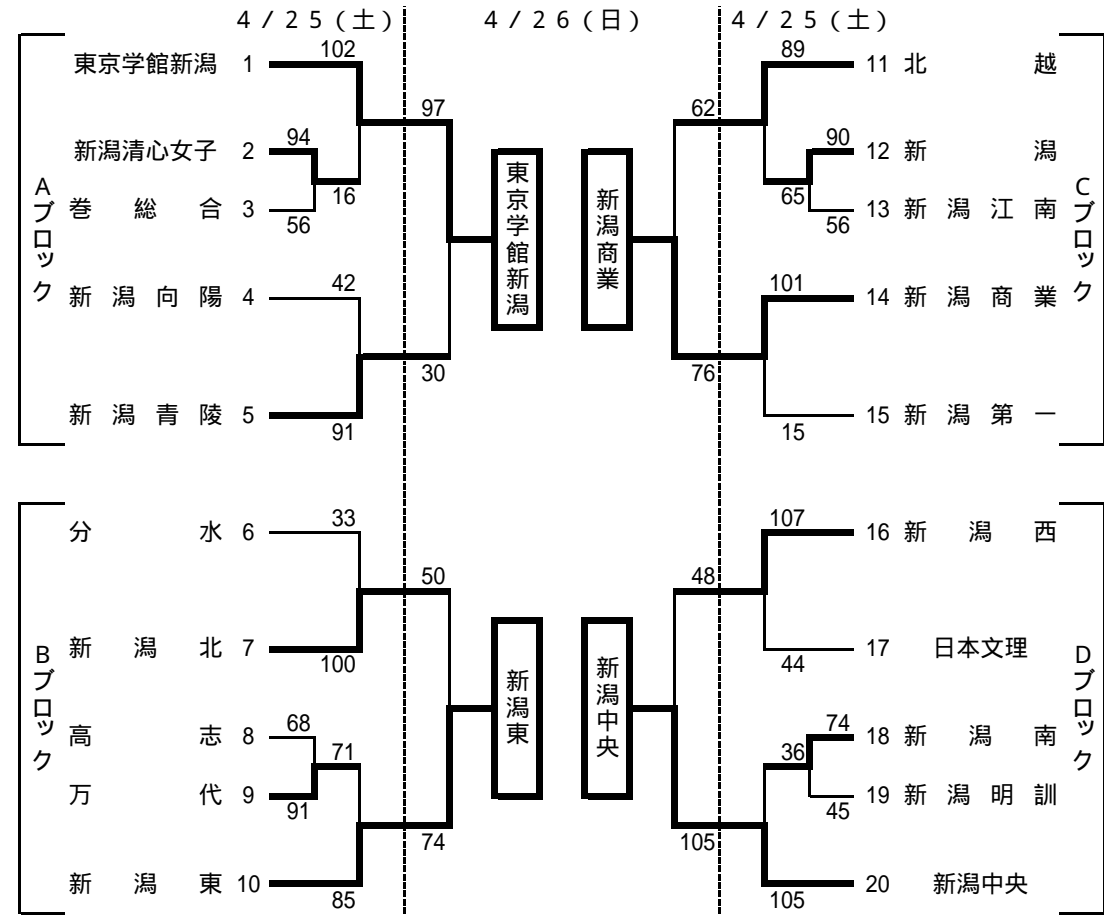 4/25(土) 4/26(日) 4/25(土)
Aブロック
東京学館新潟 1 102
新潟清心女子 2 94
16
巻総合 3 56
新潟向陽 4 42
新潟青陵 5 91
97
30
東京学館新潟
Bブロック
分水 6 33
新潟北 7 100
高志 8 68
71
万代 9 91
新潟東 10 85
50
74
新潟東
Cブロック
89 11 北越
90 12 新潟
65
56 13 新潟江南
101 14 新潟商業
15 15 新潟第一
62
76
新潟商業
Dブロック
107 16 新潟西
44 17 日本文理
74 18 新潟南
36
45 19 新潟明訓
105 20 新潟中央
48
105
新潟中央